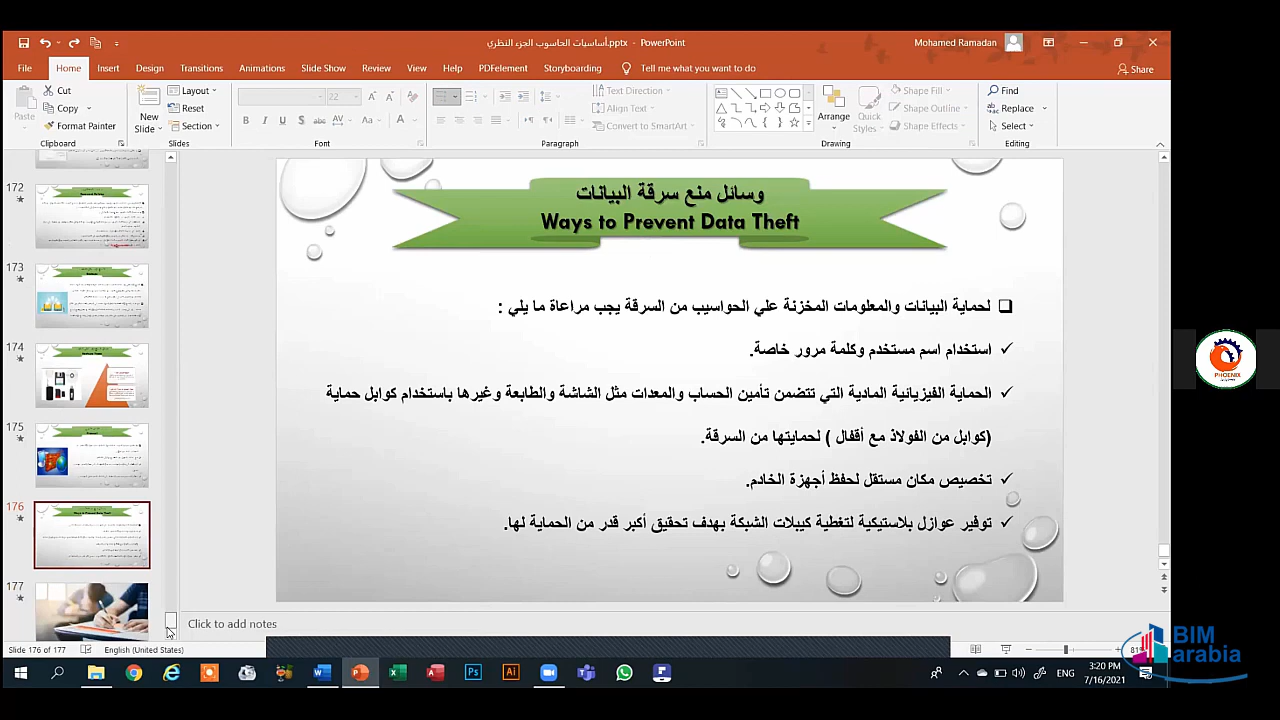 أساسيات الحاسوب الجزء النظري.pptx - PowerPoint
Mohamed Ramadan
File Home Insert Design Transitions Animations Slide Show Review View Help PDFelement Storyboarding Tell me what you want to do
Share
Paste
Cut
Copy
Format Painter
Clipboard
New Slide
Layout
Reset
Section
Slides
22
B I U S abc AV Aa A
Font
Text Direction
Align Text
Convert to SmartArt
Paragraph
Arrange
Quick Styles
Shape Fill
Shape Outline
Shape Effects
Drawing
Find
Replace
Select
Editing
172
173
174
175
176
177
وسائل منع سرقة البيانات
Ways to Prevent Data Theft
لحماية البيانات والمعلومات المخزنة علي الحواسيب من السرقة يجب مراعاة ما يلي :
استخدام اسم مستخدم وكلمة مرور خاصة.
الحماية الفيزيائية المادية التي تتضمن تأمين الحساب والمعدات مثل الشاشة والطابعة وغيرها باستخدام كوابل حماية
(كوابل من الفولاذ مع أقفال ) لحمايتها من السرقة.
تخصيص مكان مستقل لحفظ أجهزة الخادم.
توفير عوازل بلاستيكية لتغطية كيبلات الشبكة بهدف تحقيق أكبر قدر من الحماية لها.
Click to add notes
Slide 176 of 177
English (United States)
ENG
3:20 PM
7/16/2021
PHOENIX
BIM
arabia